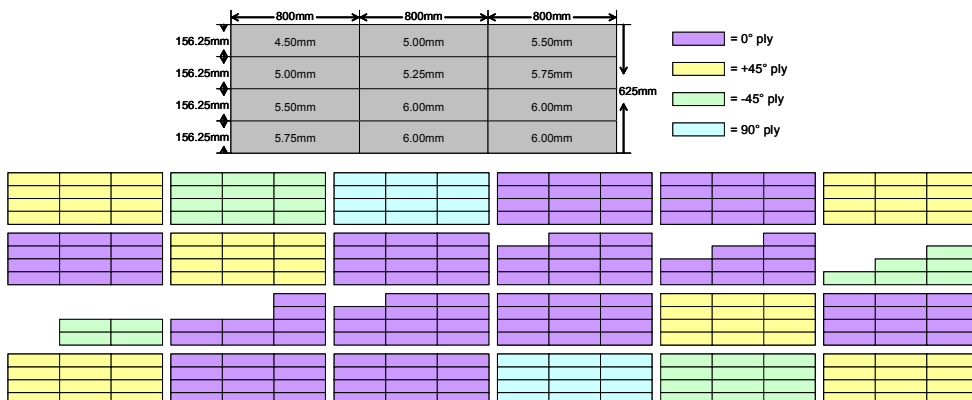 800mm 800mm 800mm
156.25mm 4.50mm 5.00mm 5.50mm = 0° ply
156.25mm 5.00mm 5.25mm 5.75mm = +45° ply
625mm
156.25mm 5.50mm 6.00mm 6.00mm = -45° ply
156.25mm 5.75mm 6.00mm 6.00mm = 90° ply